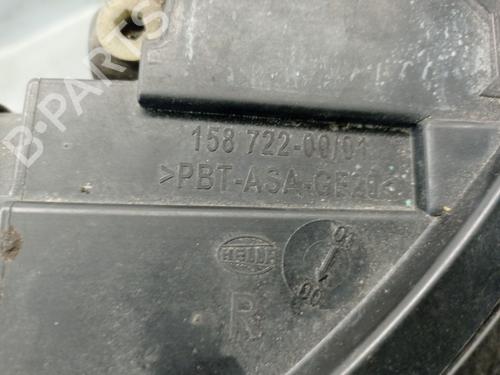 B-PARTS
158 722-00/01
>PBT-ASA-GF20<
HELLA
R